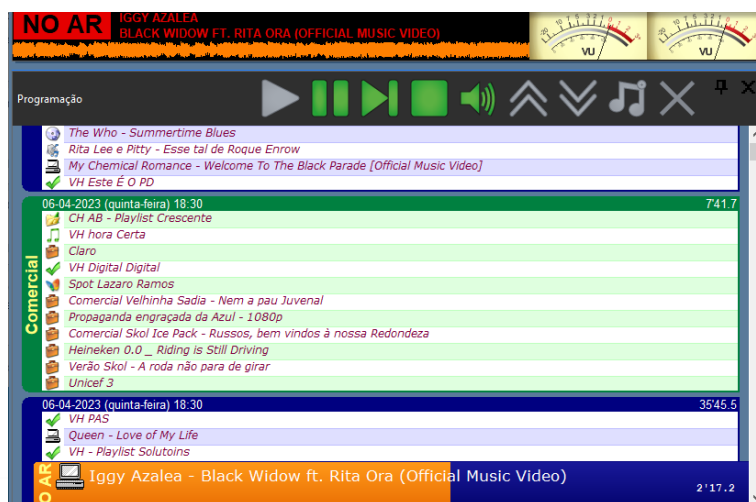 NO AR
IGGY AZALEA
BLACK WIDOW FT. RITA ORA (OFFICIAL MUSIC VIDEO)
VU
VU
Programação
The Who - Summertime Blues
Rita Lee e Pitty - Esse tal de Roque Enrow
My Chemical Romance - Welcome To The Black Parade [Official Music Video]
VH Este É O PD
06-04-2023 (quinta-feira) 18:30 7'41.7
Comercial
CH AB - Playlist Crescente
VH hora Certa
Claro
VH Digital Digital
Spot Lazaro Ramos
Comercial Velhinha Sadia - Nem a pau Juvenal
Propaganda engraçada da Azul - 1080p
Comercial Skol Ice Pack - Russos, bem vindos à nossa Redondeza
Heineken 0.0 _ Riding is Still Driving
Verão Skol - A roda não para de girar
Unicef 3
06-04-2023 (quinta-feira) 18:30 35'45.5
VH PAS
Queen - Love of My Life
VH - Playlist Solutoins
NO AR
Iggy Azalea - Black Widow ft. Rita Ora (Official Music Video)
2'17.2